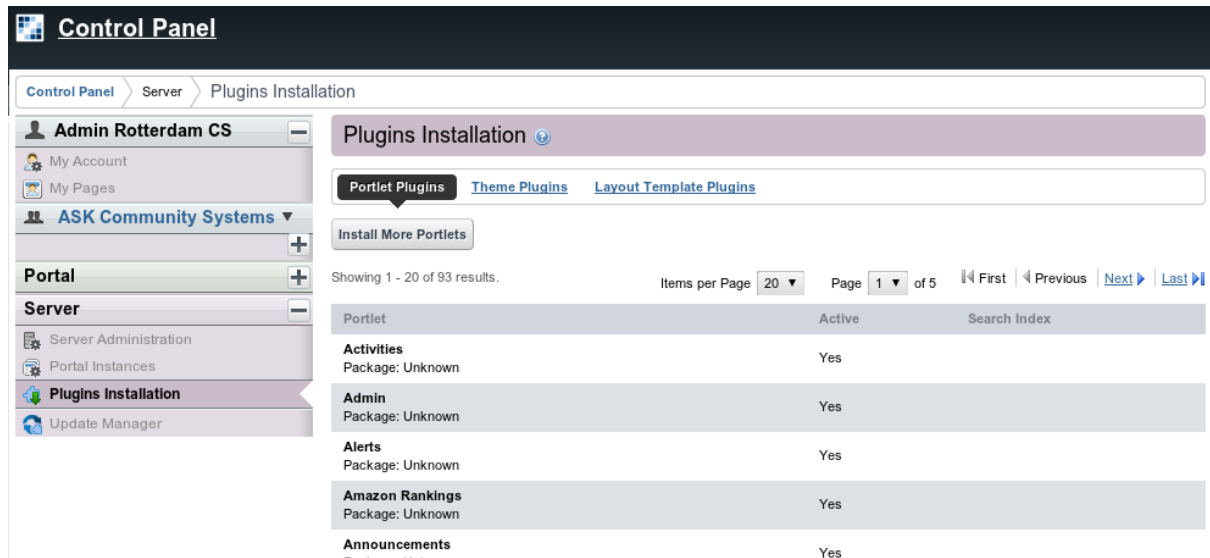 Control Panel
Control Panel Server Plugins Installation
Admin Rotterdam CS
My Account
My Pages
ASK Community Systems
Portal
Server
Server Administration
Portal Instances
Plugins Installation
Update Manager
Plugins Installation
Portlet Plugins Theme Plugins Layout Template Plugins
Install More Portlets
Showing 1 - 20 of 93 results.
Items per Page 20 ▼ Page 1 ▼ of 5 First Previous Next Last
Portlet Active Search Index
Activities
Package: Unknown
Yes
Admin
Package: Unknown
Yes
Alerts
Package: Unknown
Yes
Amazon Rankings
Package: Unknown
Yes
Announcements
Yes